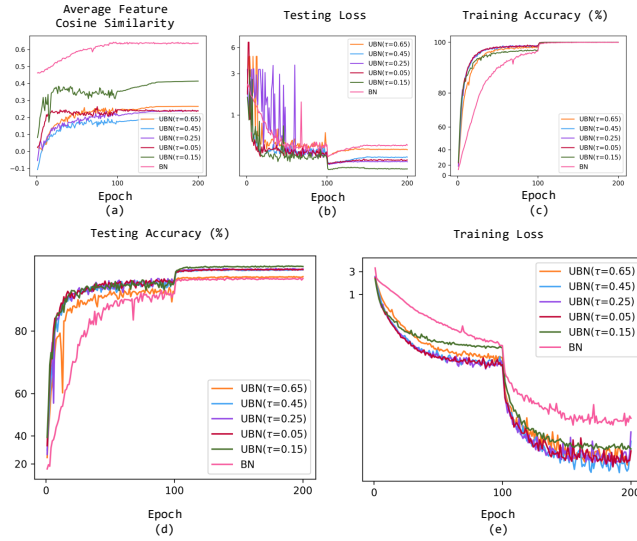 Average Feature
Cosine Similarity
0.6
0.5
0.4
0.3
0.2
0.1
0.0
−0.1
UBN(τ=0.65)
UBN(τ=0.45)
UBN(τ=0.25)
UBN(τ=0.05)
UBN(τ=0.15)
BN
0
100
200
Epoch
(a)
Testing Loss
6
3
1
UBN(τ=0.65)
UBN(τ=0.45)
UBN(τ=0.25)
UBN(τ=0.05)
UBN(τ=0.15)
BN
0
100
200
Epoch
(b)
Training Accuracy (%)
100
80
60
40
20
0
UBN(τ=0.65)
UBN(τ=0.45)
UBN(τ=0.25)
UBN(τ=0.05)
UBN(τ=0.15)
BN
0
100
200
Epoch
(c)
Testing Accuracy (%)
80
60
40
20
UBN(τ=0.65)
UBN(τ=0.45)
UBN(τ=0.25)
UBN(τ=0.05)
UBN(τ=0.15)
BN
0
100
200
Epoch
(d)
Training Loss
3
1
UBN(τ=0.65)
UBN(τ=0.45)
UBN(τ=0.25)
UBN(τ=0.05)
UBN(τ=0.15)
BN
0
100
200
Epoch
(e)